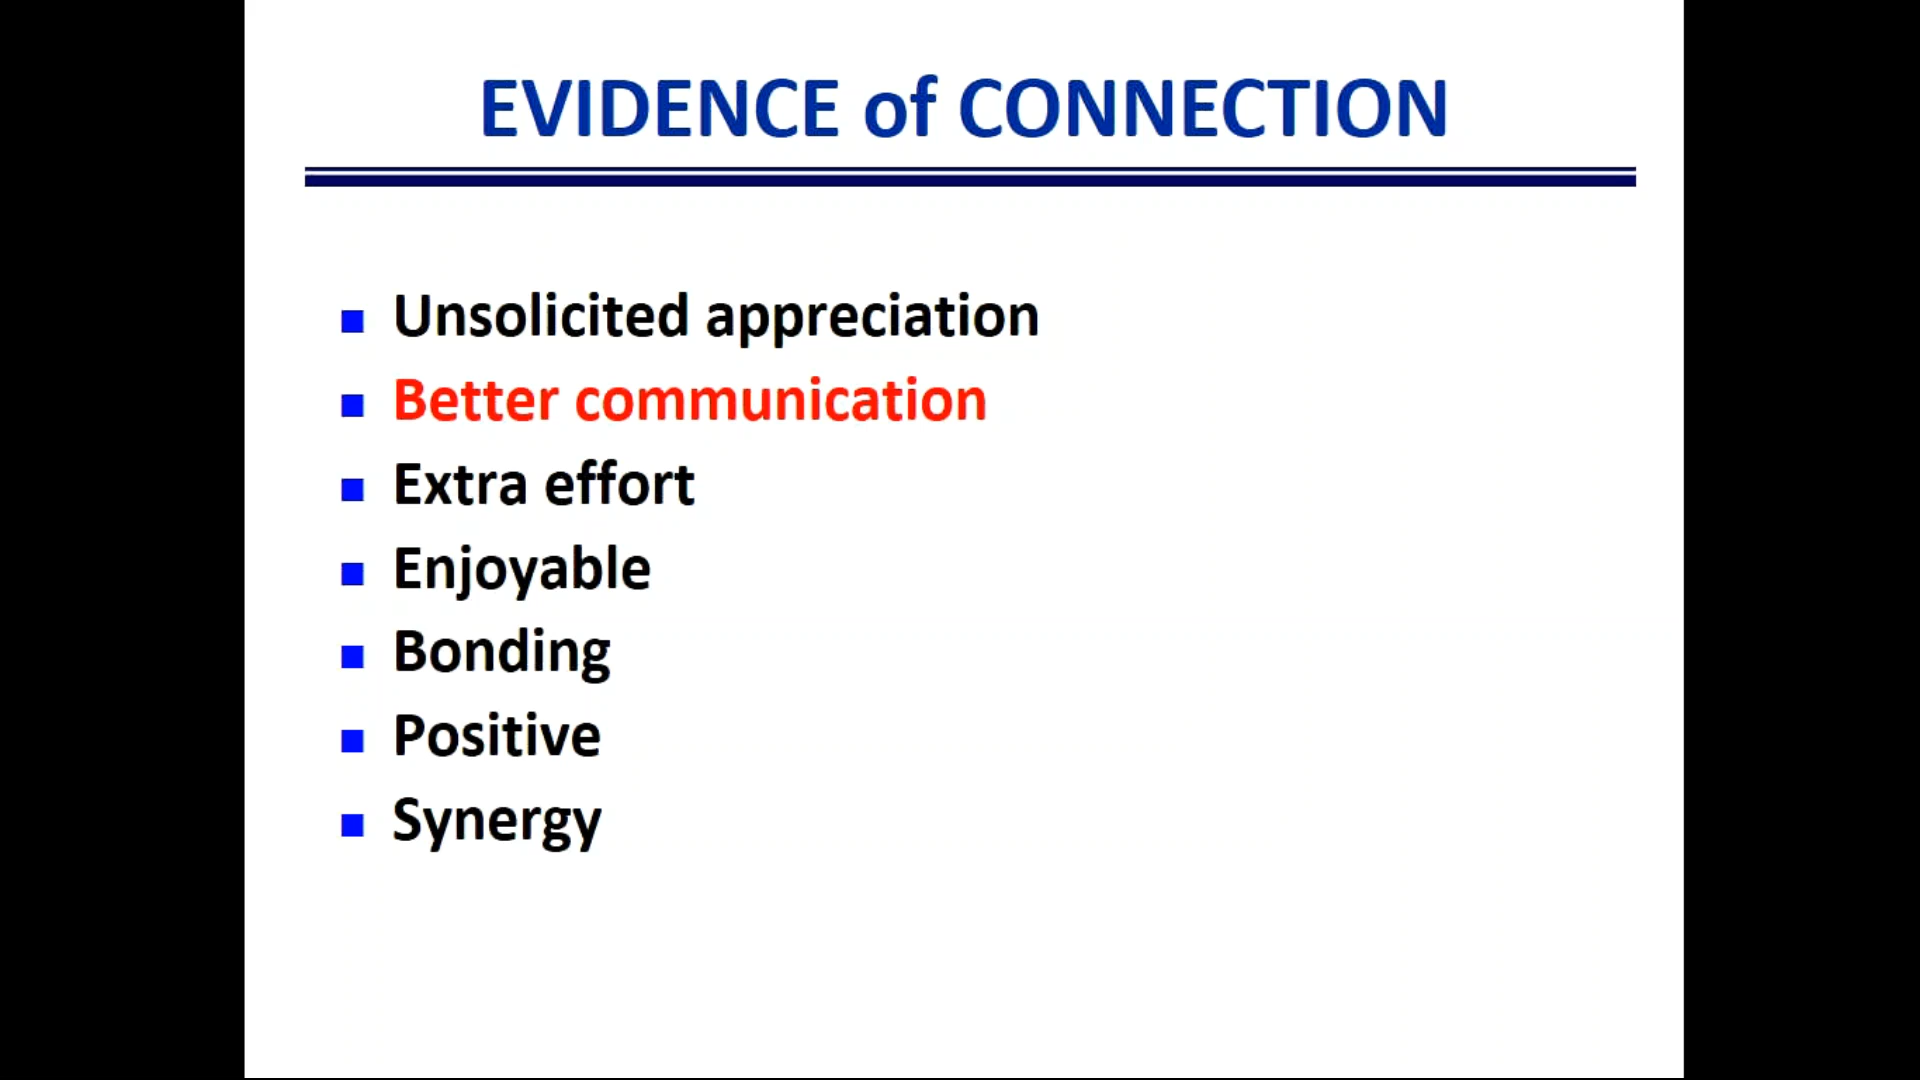 EVIDENCE of CONNECTION
Unsolicited appreciation
Better communication
Extra effort
Enjoyable
Bonding
Positive
Synergy